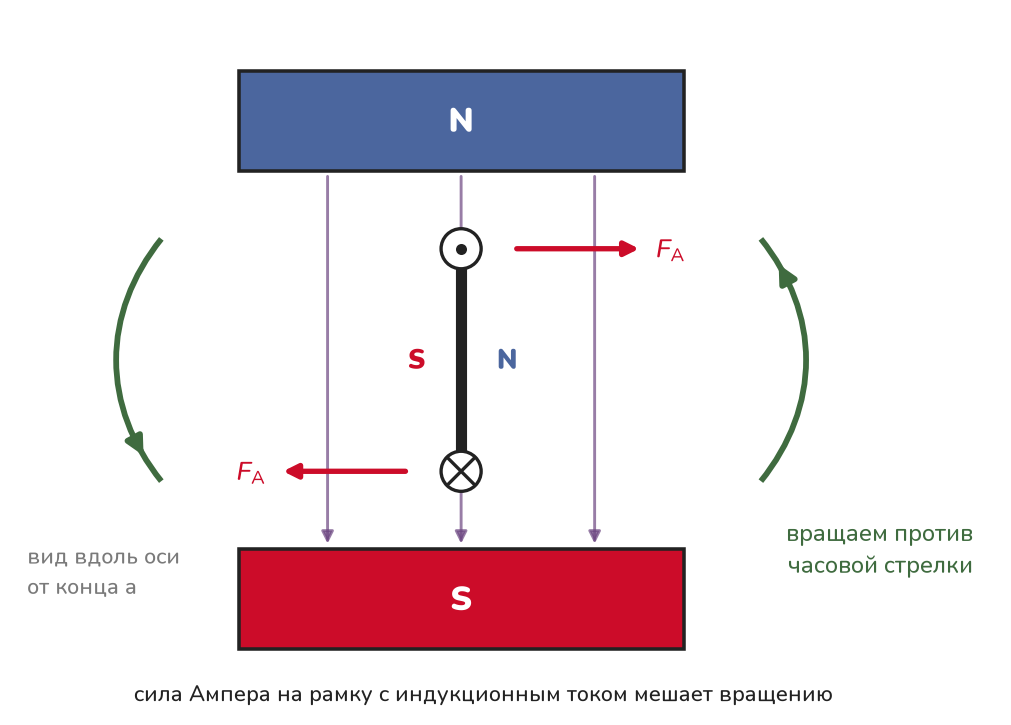 N
F_A
S N
F_A
вращаем против
часовой стрелки
вид вдоль оси
от конца a
S
сила Ампера на рамку с индукционным током мешает вращению